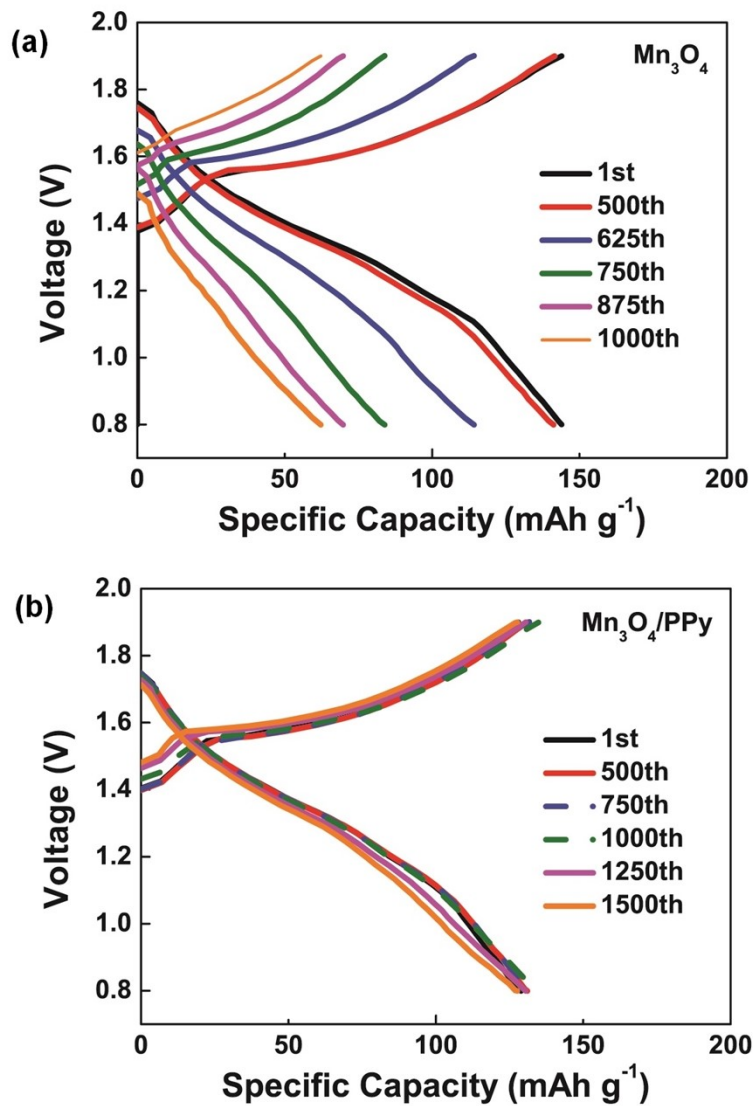 (a)
Mn₃O₄
2.0
1.8
1.6
1.4
1.2
1.0
0.8
Voltage (V)
1st
500th
625th
750th
875th
1000th
0 50 100 150 200
Specific Capacity (mAh g⁻¹)
(b)
Mn₃O₄/PPy
2.0
1.8
1.6
1.4
1.2
1.0
0.8
Voltage (V)
1st
500th
750th
1000th
1250th
1500th
0 50 100 150 200
Specific Capacity (mAh g⁻¹)